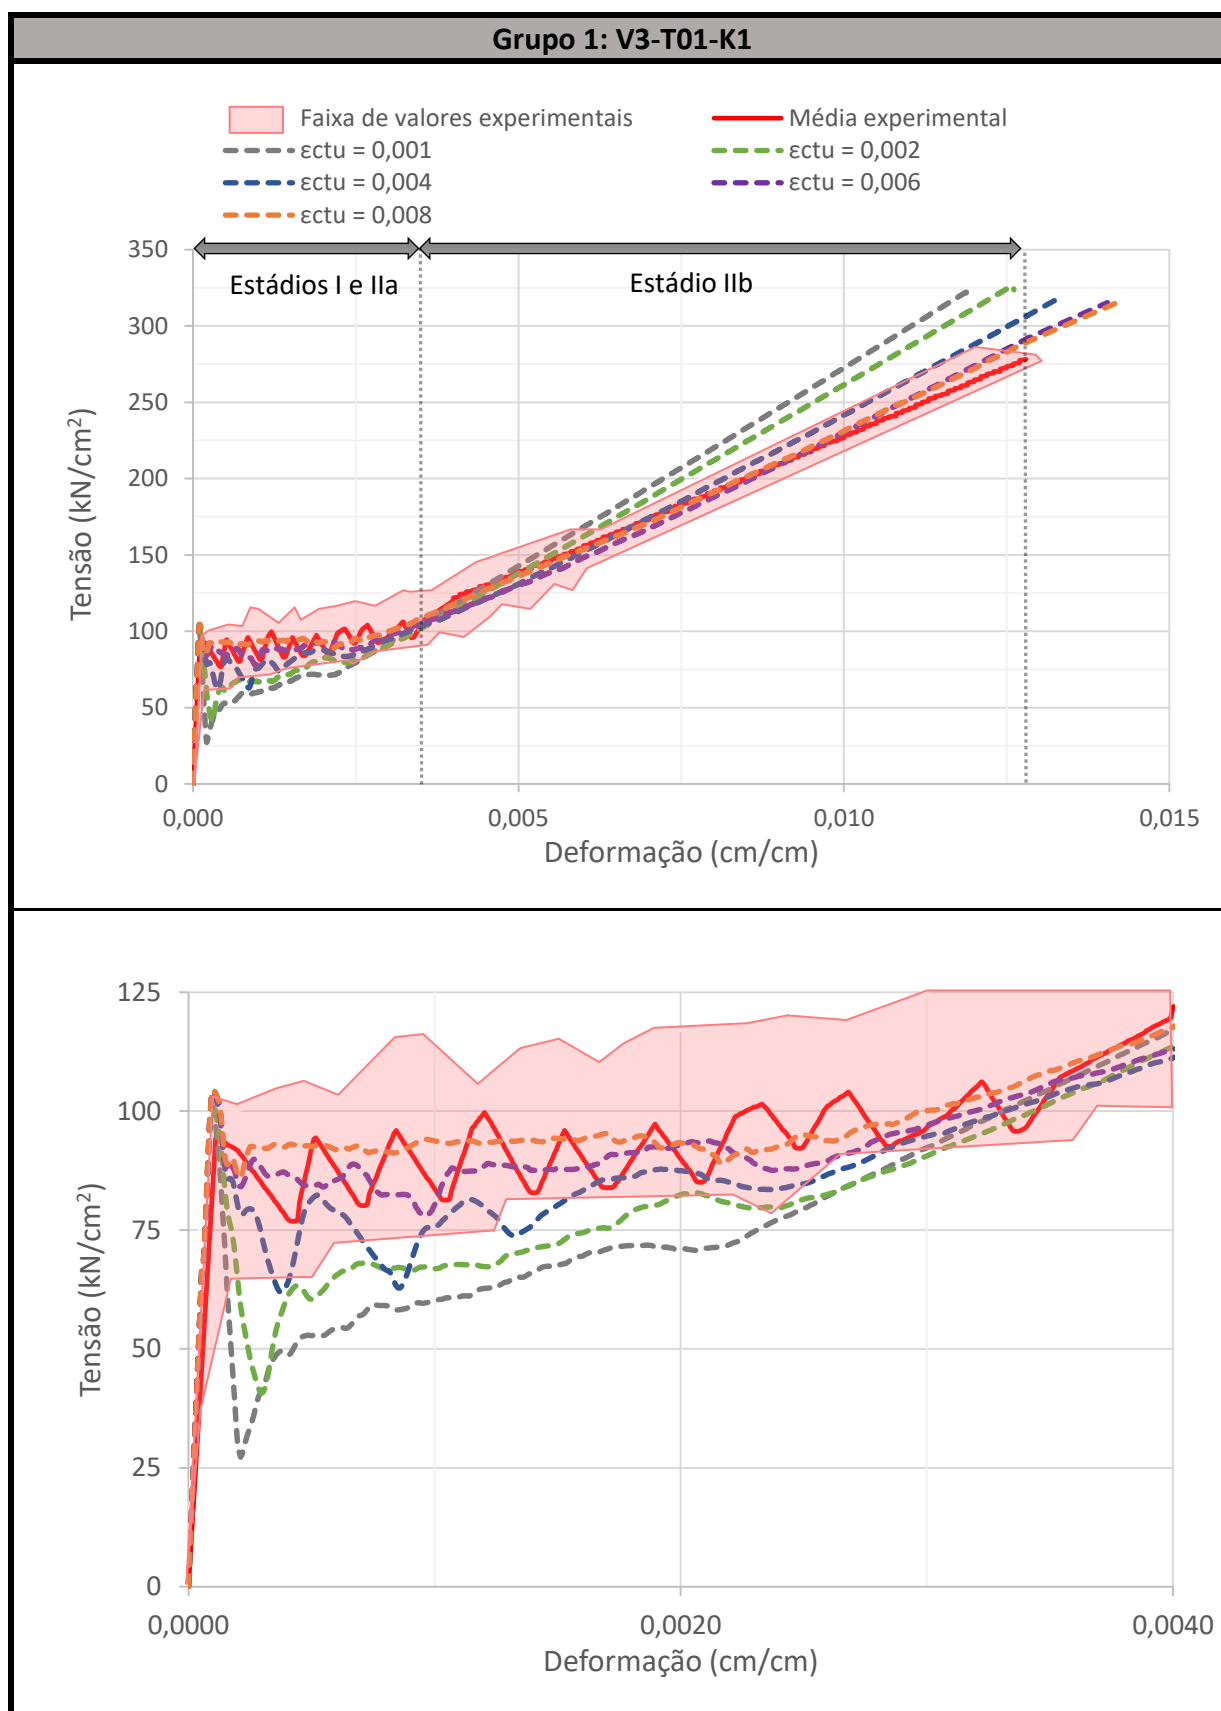 Grupo 1: V3-T01-K1
Faixa de valores experimentais
Média experimental
εctu = 0,001
εctu = 0,002
εctu = 0,004
εctu = 0,006
εctu = 0,008
350
300
250
200
150
100
50
0
Estádios I e IIa
Estádio IIb
Tensão (kN/cm²)
0,000
0,005
0,010
0,015
Deformação (cm/cm)
125
100
75
50
25
0
Tensão (kN/cm²)
0,0000
0,0020
0,0040
Deformação (cm/cm)